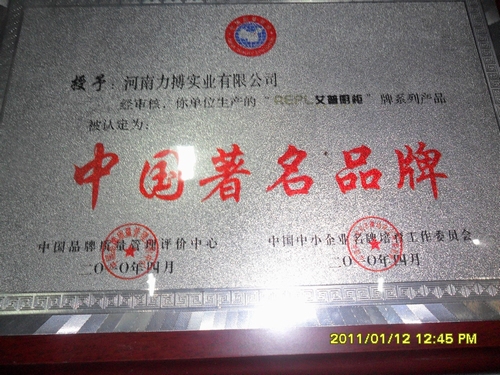 授予：河南力搏实业有限公司
经审核，你单位生产的“REPL艾普厨柜”牌系列产品
被认定为：
中国著名品牌
中国品牌质量管理评价中心
二〇一〇年四月
中国中小企业名牌培育工作委员会
二〇一〇年四月
2011/01/12 12:45 PM